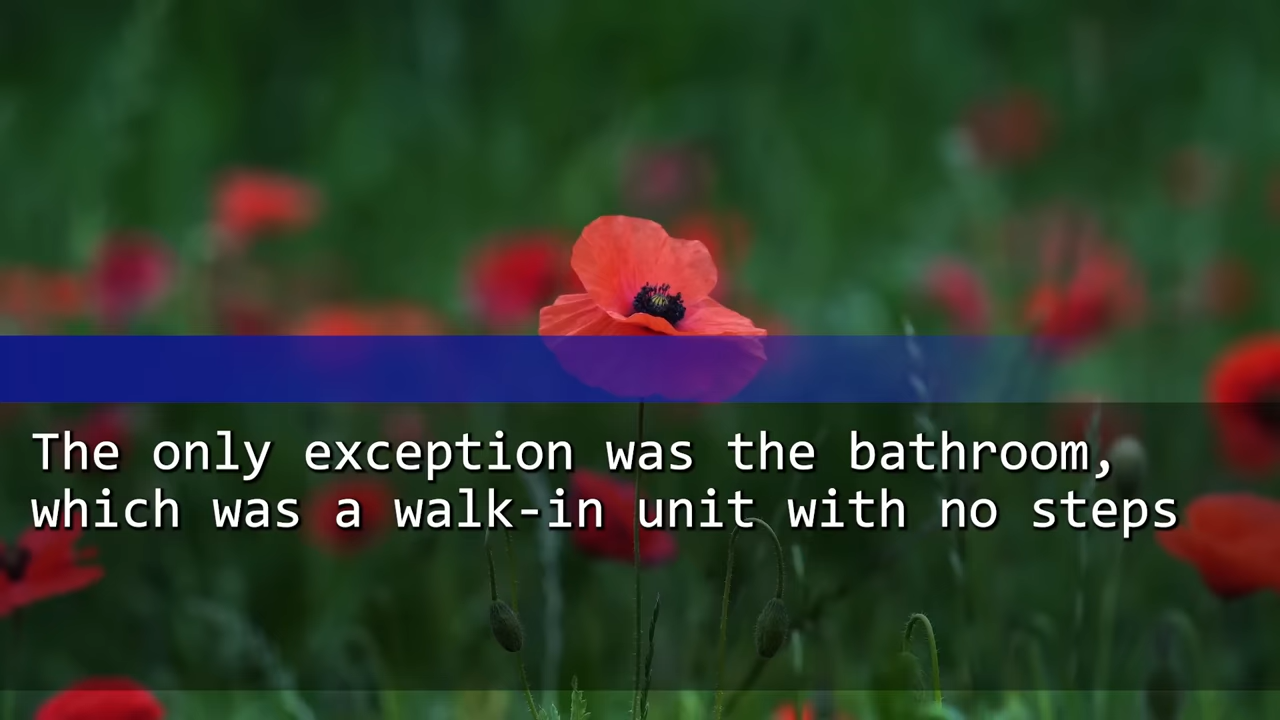 The only exception was the bathroom,
which was a walk-in unit with no steps